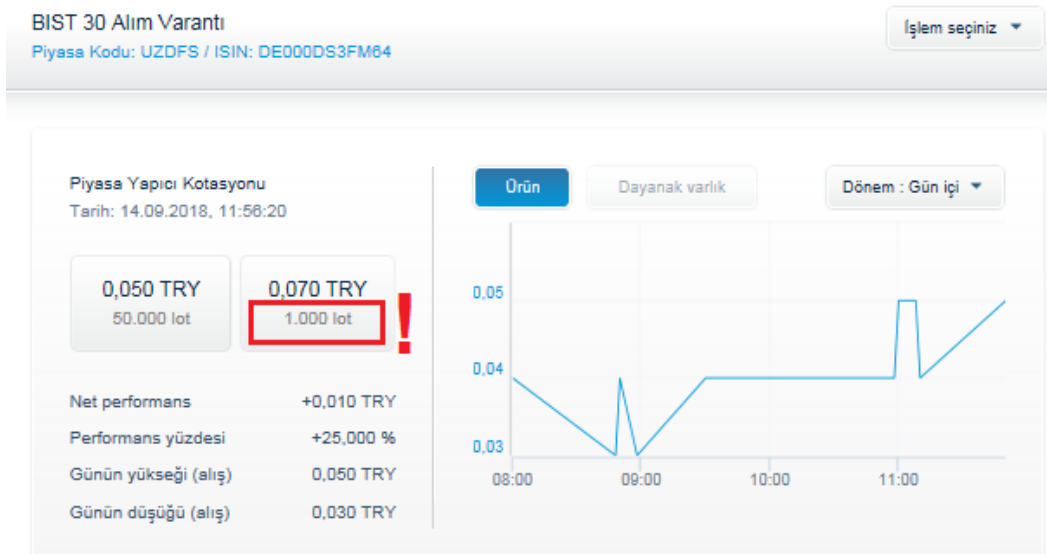 BIST 30 Alım Varantı
Piyasa Kodu: UZDFS / ISIN: DE000DS3FM64
İşlem seçiniz
Piyasa Yapıcı Kotasyonu
Tarih: 14.09.2018, 11:56:20
Ürün
Dayanak varlık
Dönem : Gün içi
0,050 TRY
50.000 lot
0,070 TRY
1.000 lot
!
Net performans +0,010 TRY
Performans yüzdesi +25,000 %
Günün yükseği (alış) 0,050 TRY
Günün düşüğü (alış) 0,030 TRY
0,05
0,04
0,03
08:00 09:00 10:00 11:00